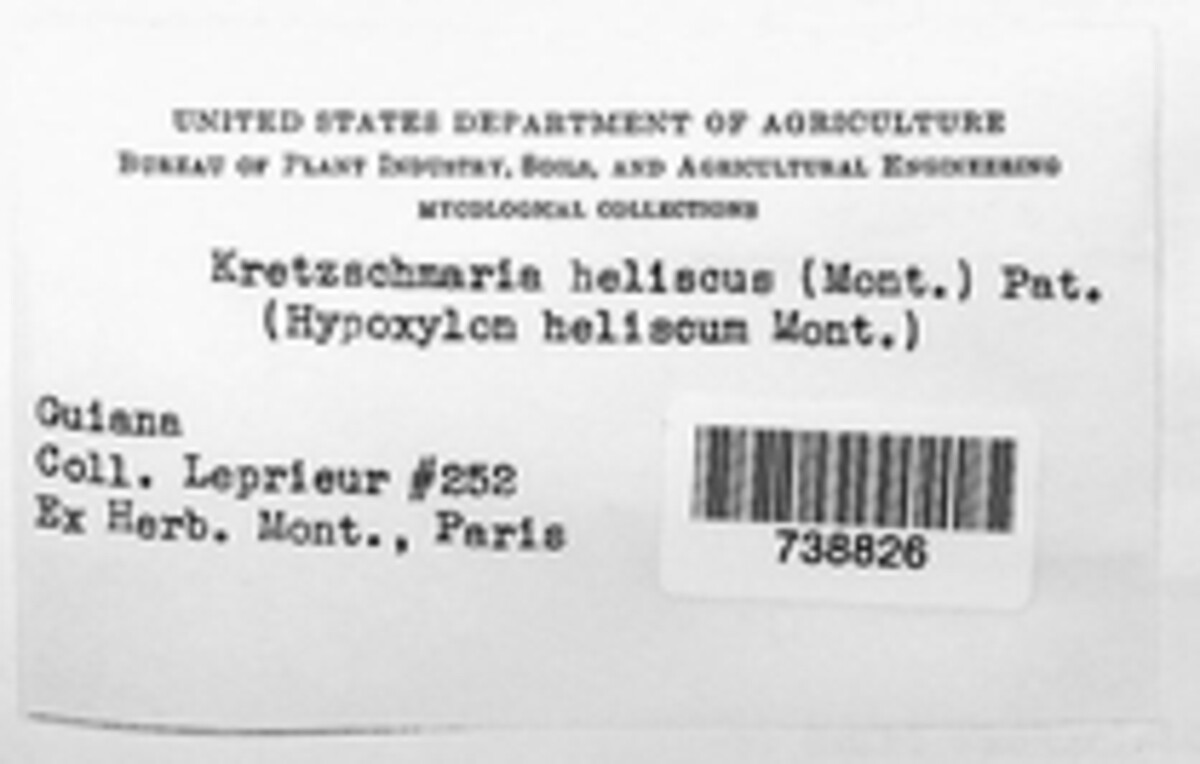 UNITED STATES DEPARTMENT OF AGRICULTURE
BUREAU OF PLANT INDUSTRY, SOILS, AND AGRICULTURAL ENGINEERING
MYCOLOGICAL COLLECTIONS
Kretzschmaria heliscus (Mont.) Pat.
(Hypoxylon heliscum Mont.)
Guiana
Coll. Leprieur #252
Ex Herb. Mont., Paris
738826